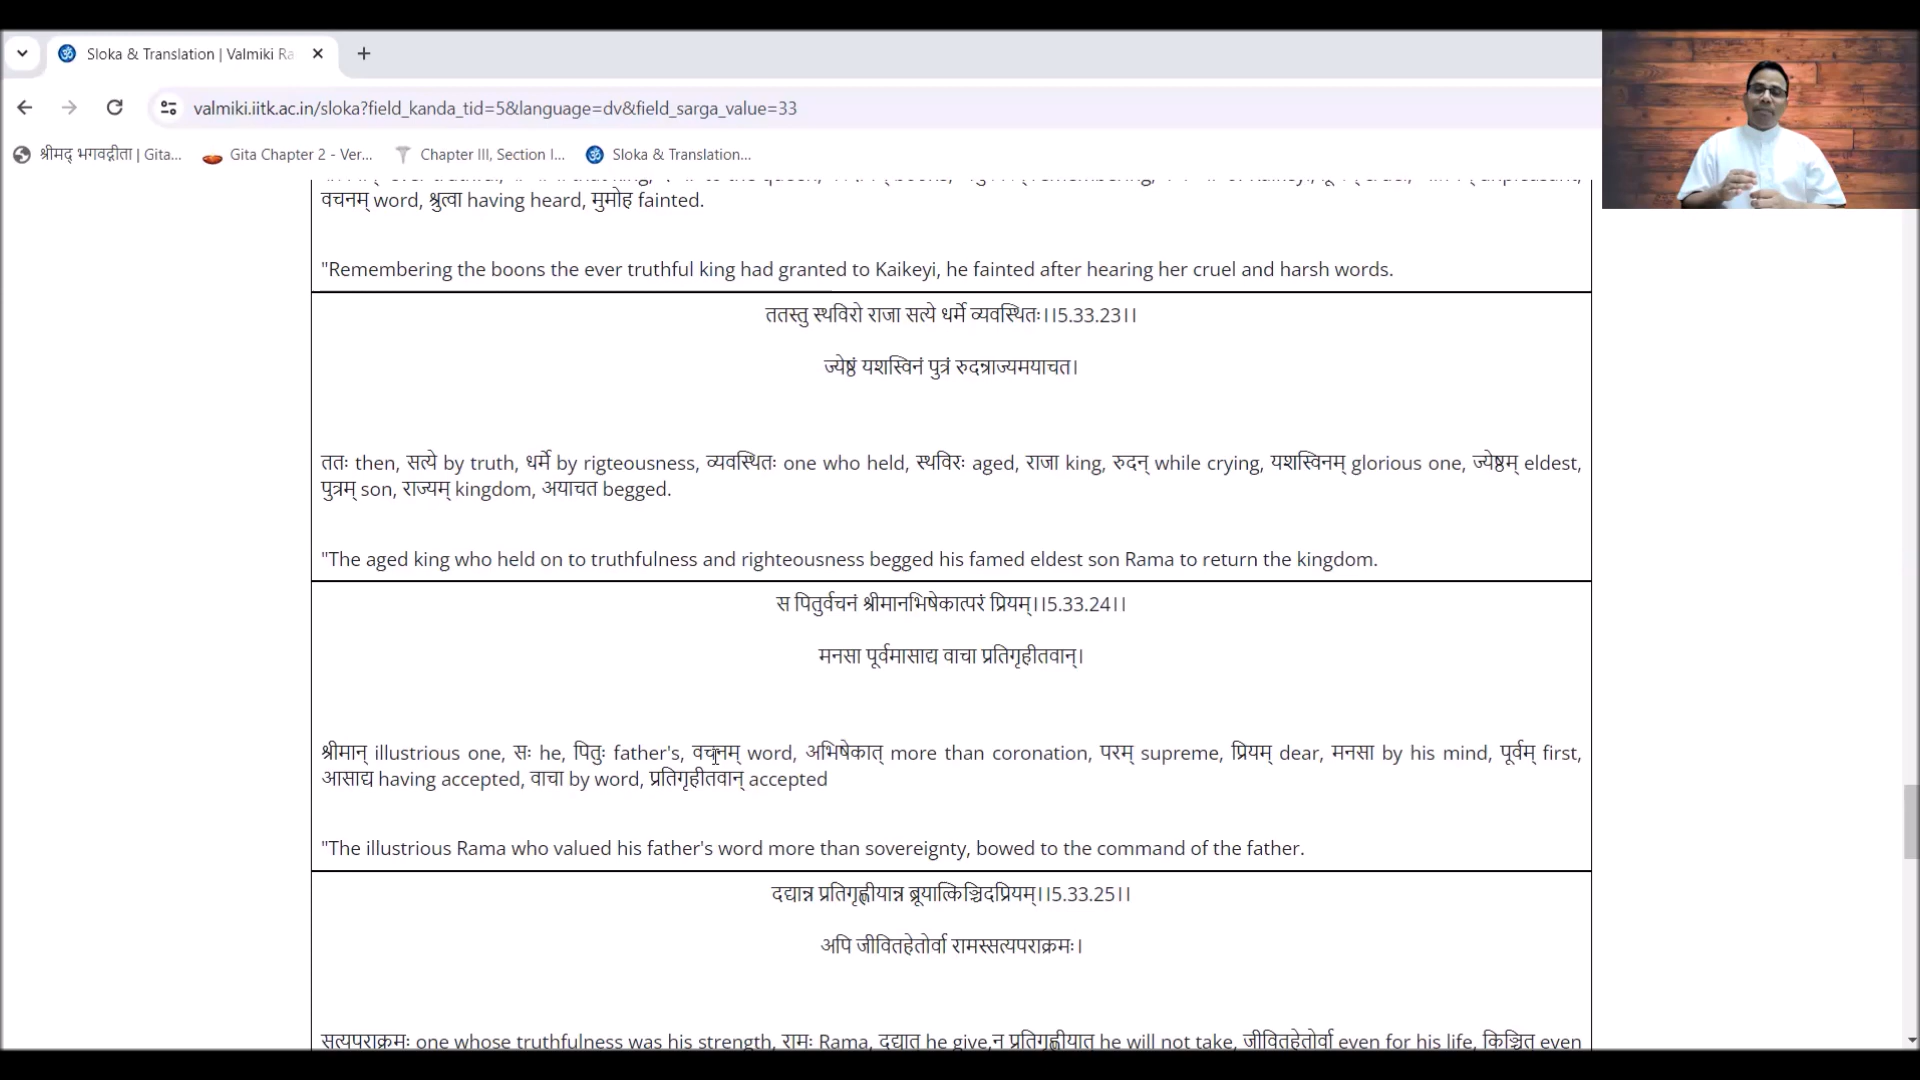 Sloka & Translation | Valmiki Ra
valmiki.iitk.ac.in/sloka?field_kanda_tid=5&language=dv&field_sarga_value=33
श्रीमद् भगवद्गीता | Gita... Gita Chapter 2 - Ver... Chapter III, Section I... Sloka & Translation...
वचनम् word, श्रुत्वा having heard, मुमोह fainted.
"Remembering the boons the ever truthful king had granted to Kaikeyi, he fainted after hearing her cruel and harsh words.
ततस्तु स्थविरो राजा सत्ये धर्मे व्यवस्थितः।।5.33.23।।
ज्येष्ठं यशस्विनं पुत्रं रुदन्राज्यमयाचत।
ततः then, सत्ये by truth, धर्मे by rigteousness, व्यवस्थितः one who held, स्थविरः aged, राजा king, रुदन् while crying, यशस्विनम् glorious one, ज्येष्ठम् eldest,
पुत्रम् son, राज्यम् kingdom, अयाचत begged.
"The aged king who held on to truthfulness and righteousness begged his famed eldest son Rama to return the kingdom.
स पितुर्वचनं श्रीमानभिषेकात्परं प्रियम्।।5.33.24।।
मनसा पूर्वमासाद्य वाचा प्रतिगृहीतवान्।
श्रीमान् illustrious one, सः he, पितुः father's, वचनम् word, अभिषेकात् more than coronation, परम् supreme, प्रियम् dear, मनसा by his mind, पूर्वम् first,
आसाद्य having accepted, वाचा by word, प्रतिगृहीतवान् accepted
"The illustrious Rama who valued his father's word more than sovereignty, bowed to the command of the father.
दद्यान्न प्रतिगृह्णीयान्न ब्रूयात्किञ्चिदप्रियम्।।5.33.25।।
अपि जीवितहेतोर्वा रामस्सत्यपराक्रमः।
सत्यपराक्रमः one whose truthfulness was his strength, रामः Rama, दद्यात् he give,न प्रतिगृह्णीयात् he will not take, जीवितहेतोर्वा even for his life, किञ्चित् even